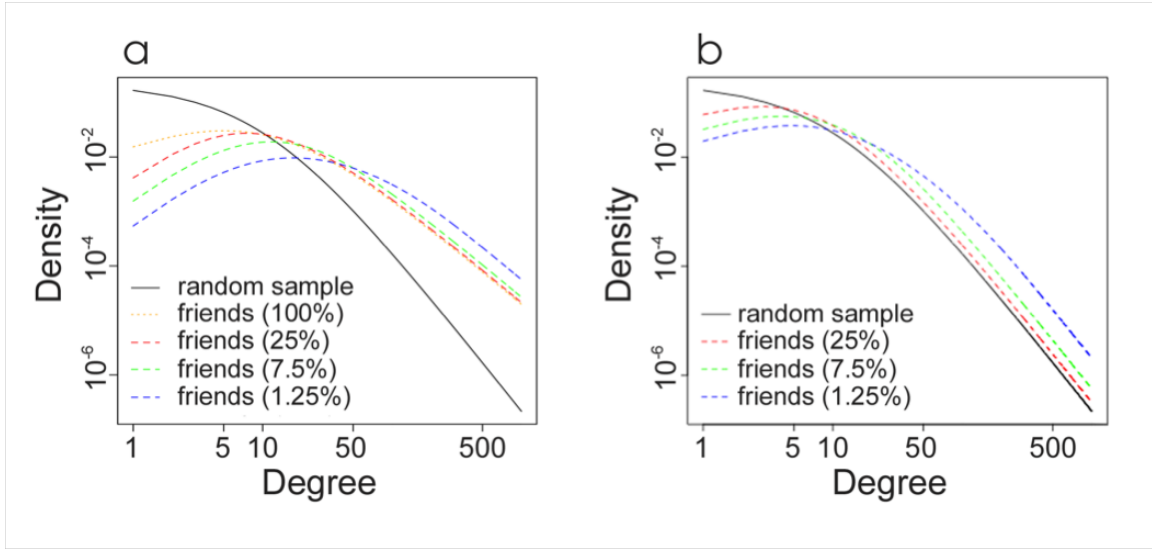 a
Density
10-2
10-4
10-6
random sample
friends (100%)
friends (25%)
friends (7.5%)
friends (1.25%)
1 5 10 50 500
Degree
b
Density
10-2
10-4
10-6
random sample
friends (25%)
friends (7.5%)
friends (1.25%)
1 5 10 50 500
Degree